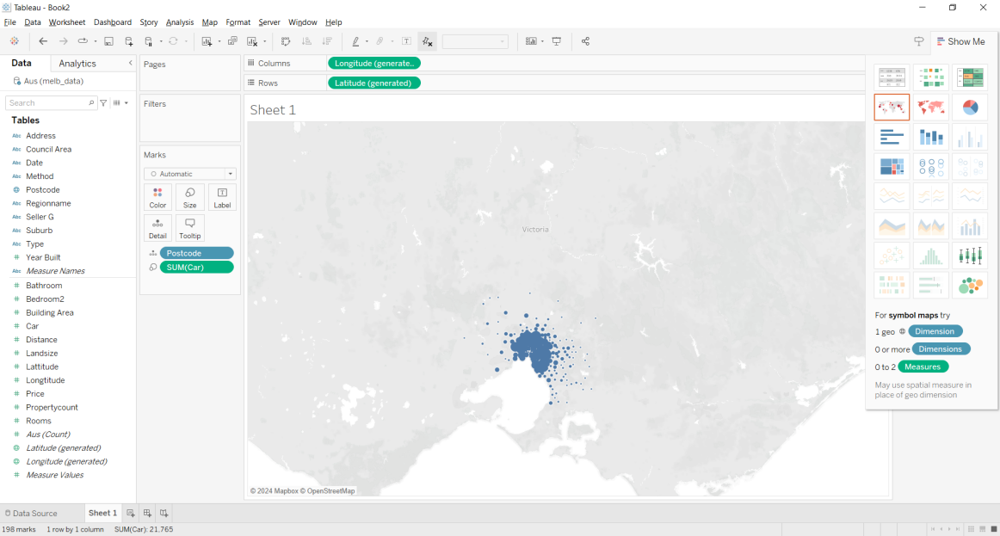 Tableau - Book2
File Data Worksheet Dashboard Story Analysis Map Format Server Window Help
Show Me
Data Analytics
Aus (melb_data)
Search
Tables
Address
Council Area
Date
Method
Postcode
Regionname
Seller G
Suburb
Type
Year Built
Measure Names
Bathroom
Bedroom2
Building Area
Car
Distance
Landsize
Lattitude
Longtitude
Price
Propertycount
Rooms
Aus (Count)
Latitude (generated)
Longitude (generated)
Measure Values
Pages
Filters
Marks
Automatic
Color Size Label
Detail Tooltip
Postcode
SUM(Car)
Columns Longitude (generate..
Rows Latitude (generated)
Sheet 1
Victoria
© 2024 Mapbox © OpenStreetMap
For symbol maps try
1 geo Dimension
0 or more Dimensions
0 to 2 Measures
May use spatial measure in
place of geo dimension
Data Source Sheet 1
198 marks 1 row by 1 column SUM(Car): 21,765